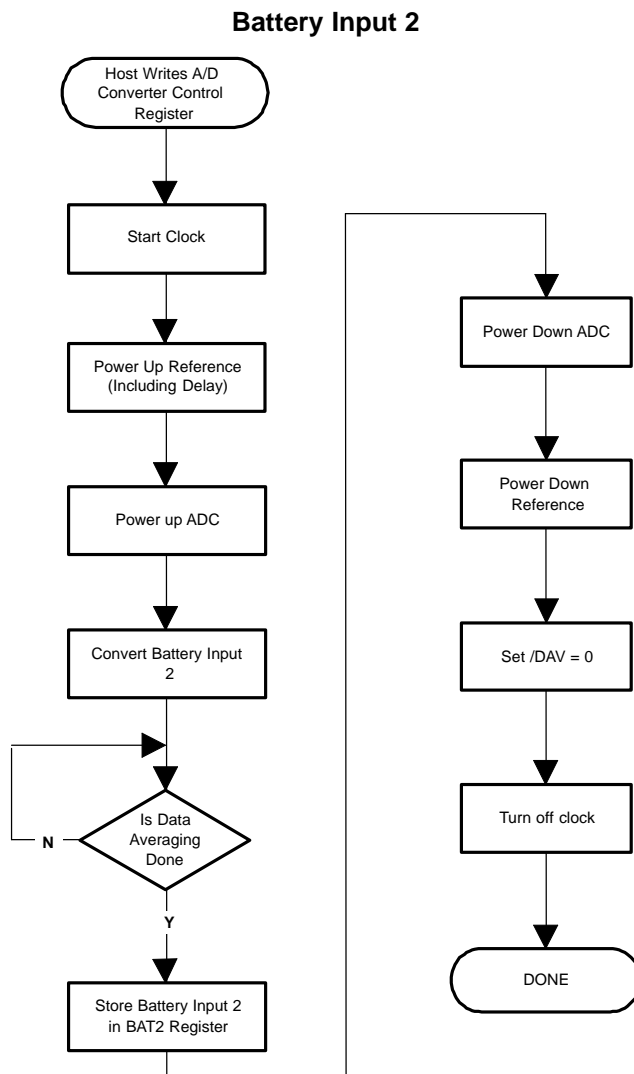 Battery Input 2
Host Writes A/D
Converter Control
Register
Start Clock
Power Up Reference
(Including Delay)
Power up ADC
Convert Battery Input
2
Is Data
Averaging
Done
N
Y
Store Battery Input 2
in BAT2 Register
Power Down ADC
Power Down
Reference
Set /DAV = 0
Turn off clock
DONE